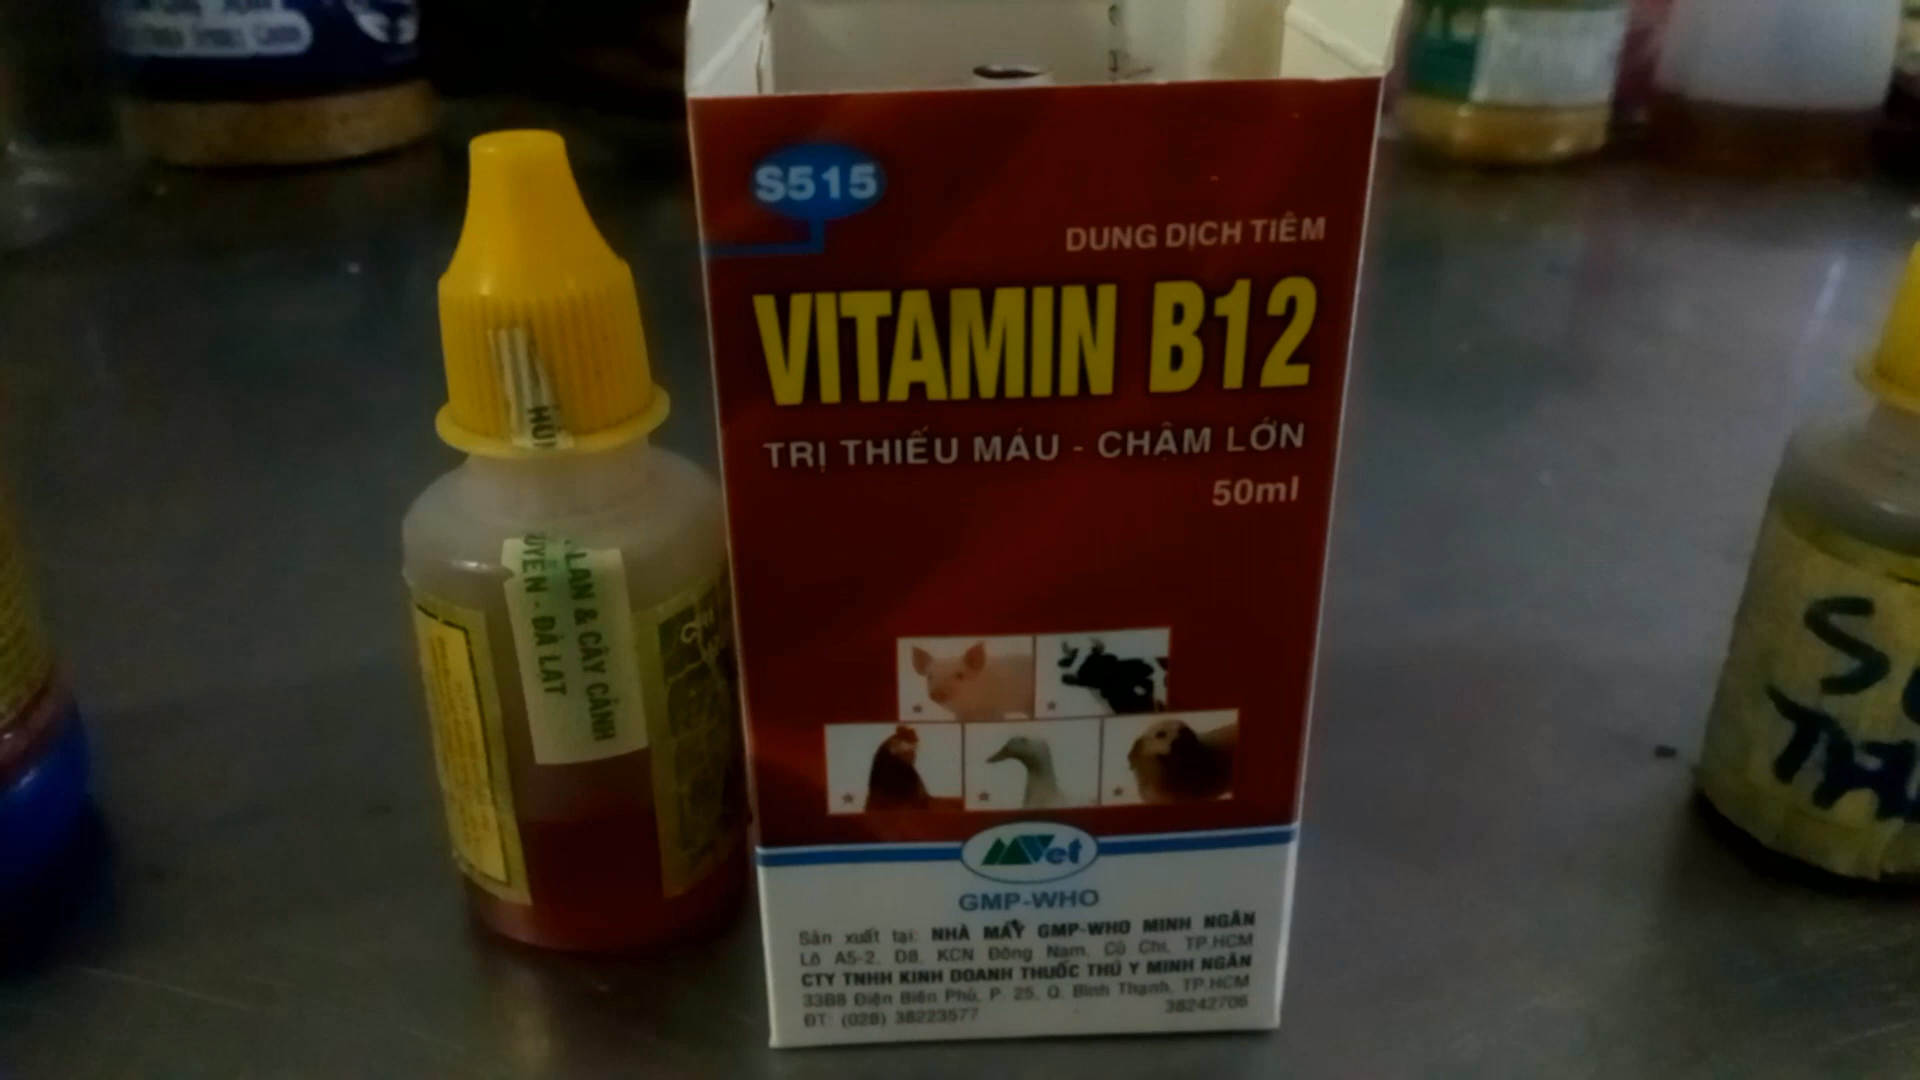 S515
DUNG DỊCH TIÊM
VITAMIN B12
TRỊ THIẾU MÁU - CHẬM LỚN
50ml
MVet
GMP-WHO
Sản xuất tại: NHÀ MÁY GMP-WHO MINH NGÂN
Lô A5-2, D8, KCN Đông Nam, Củ Chi, TP.HCM
CTY TNHH KINH DOANH THUỐC THÚ Y MINH NGÂN
33B8 Điện Biên Phủ, P. 25, Q. Bình Thạnh, TP.HCM
ĐT: (028) 38223577 38242706
LAN & CÂY CẢNH
UYÊN - ĐÀ LẠT